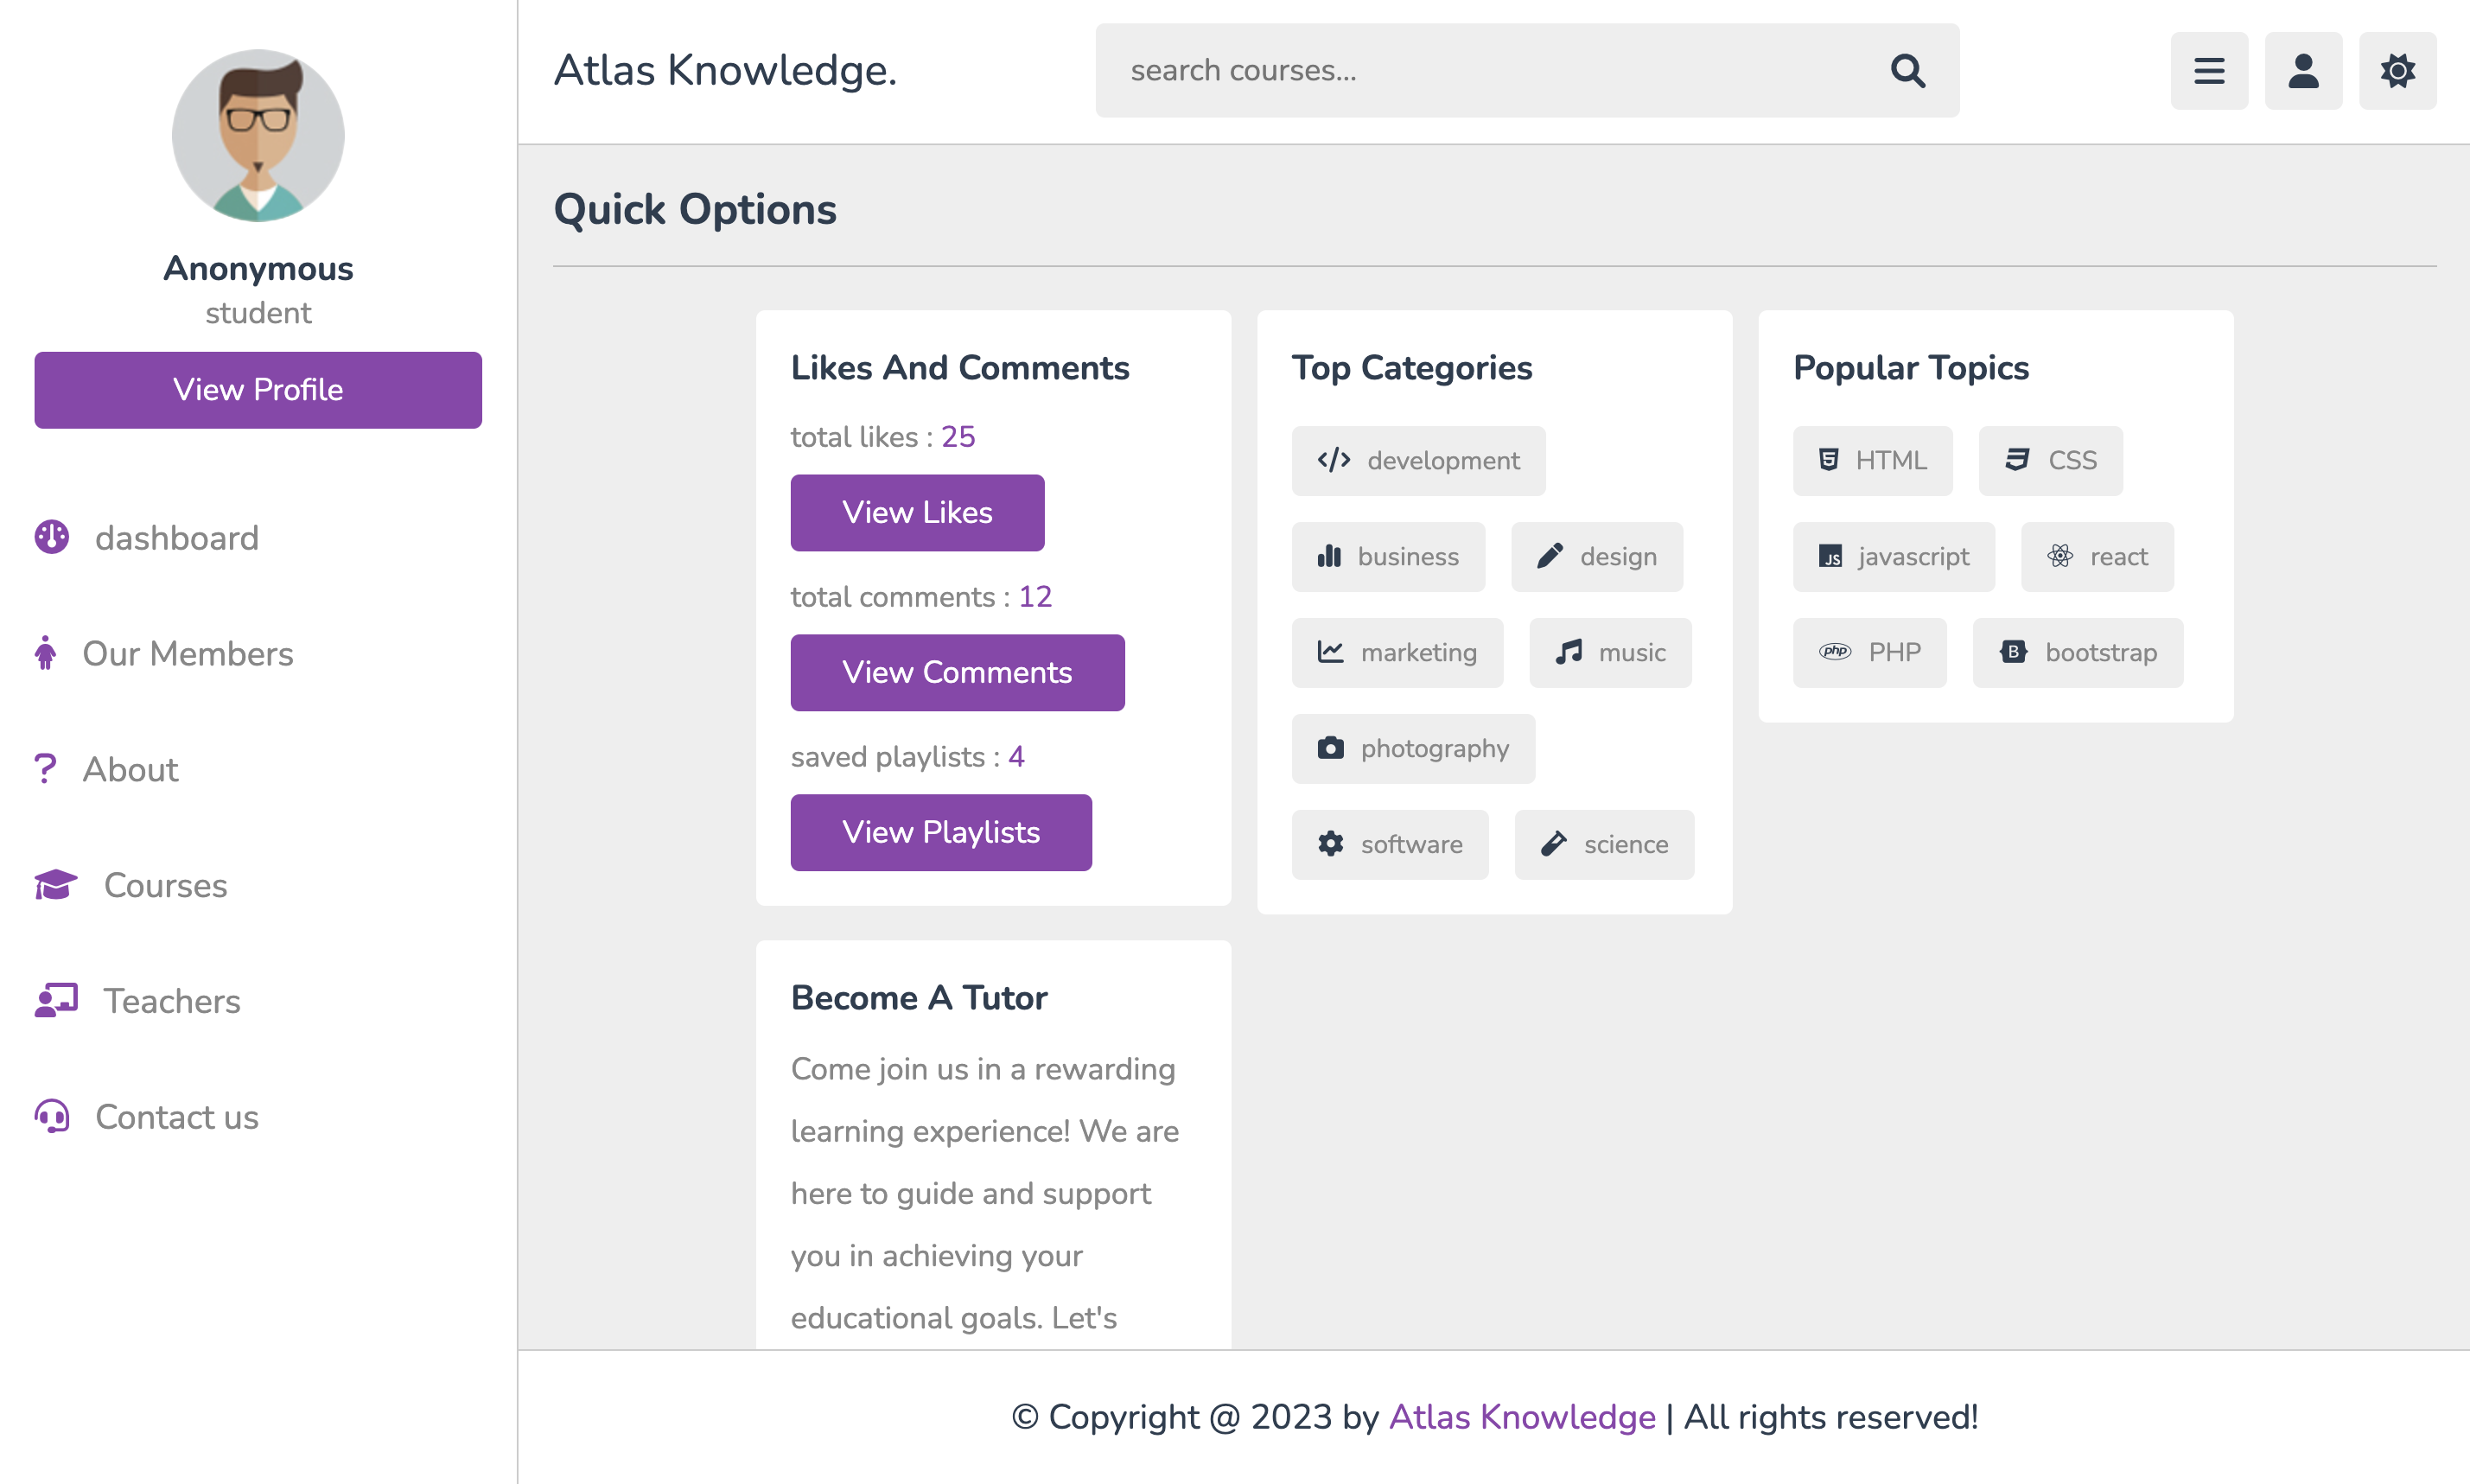 Anonymous
student
View Profile
dashboard
Our Members
About
Courses
Teachers
Contact us
Atlas Knowledge.
search courses...
Quick Options
Likes And Comments
total likes : 25
View Likes
total comments : 12
View Comments
saved playlists : 4
View Playlists
Top Categories
development
business design
marketing music
photography
software science
Popular Topics
HTML CSS
JS javascript react
php PHP B bootstrap
Become A Tutor
Come join us in a rewarding
learning experience! We are
here to guide and support
you in achieving your
educational goals. Let's
© Copyright @ 2023 by Atlas Knowledge | All rights reserved!